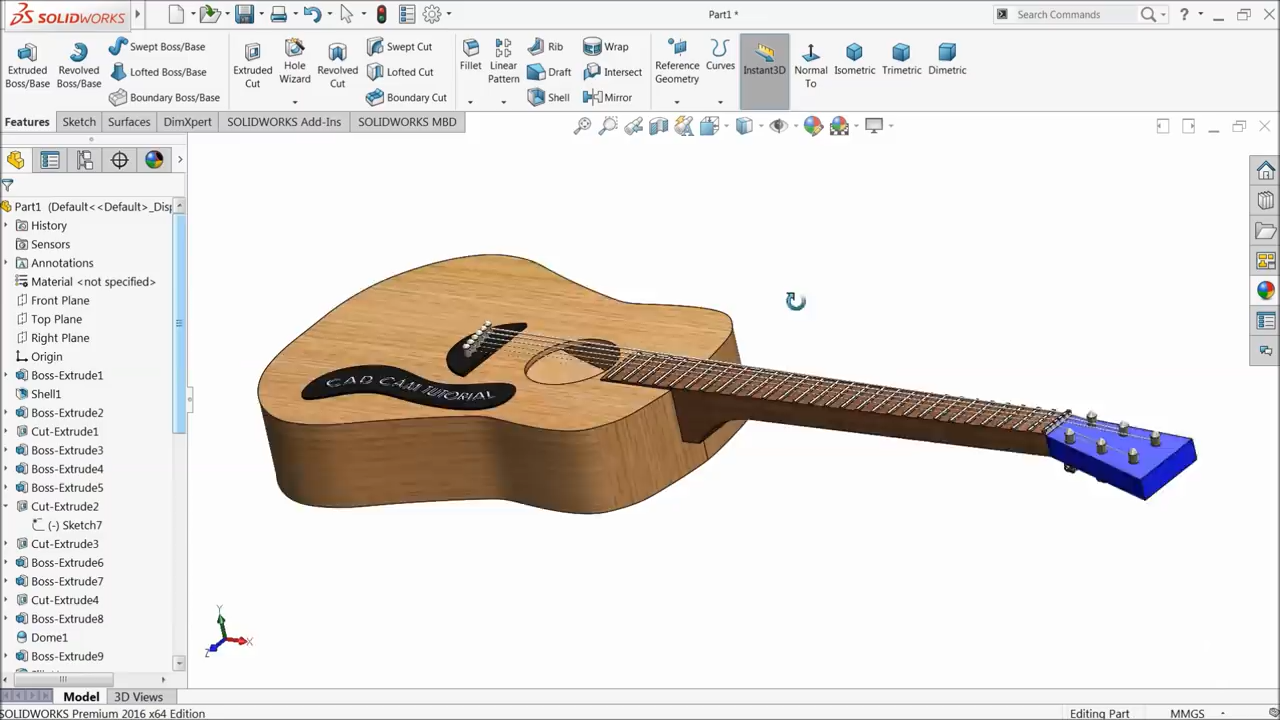 SOLIDWORKS
Part1 *
Search Commands
Extruded Boss/Base
Revolved Boss/Base
Swept Boss/Base
Lofted Boss/Base
Boundary Boss/Base
Extruded Cut
Hole Wizard
Revolved Cut
Swept Cut
Lofted Cut
Boundary Cut
Fillet
Linear Pattern
Rib
Draft
Shell
Wrap
Intersect
Mirror
Reference Geometry
Curves
Instant3D
Normal To
Isometric
Trimetric
Dimetric
Features
Sketch
Surfaces
DimXpert
SOLIDWORKS Add-Ins
SOLIDWORKS MBD
Part1 (Default<<Default>_Disp
History
Sensors
Annotations
Material <not specified>
Front Plane
Top Plane
Right Plane
Origin
Boss-Extrude1
Shell1
Boss-Extrude2
Cut-Extrude1
Boss-Extrude3
Boss-Extrude4
Boss-Extrude5
Cut-Extrude2
(-) Sketch7
Cut-Extrude3
Boss-Extrude6
Boss-Extrude7
Cut-Extrude4
Boss-Extrude8
Dome1
Boss-Extrude9
CAD CAM TUTORIAL
Y
X
Z
Model
3D Views
SOLIDWORKS Premium 2016 x64 Edition
Editing Part
MMGS